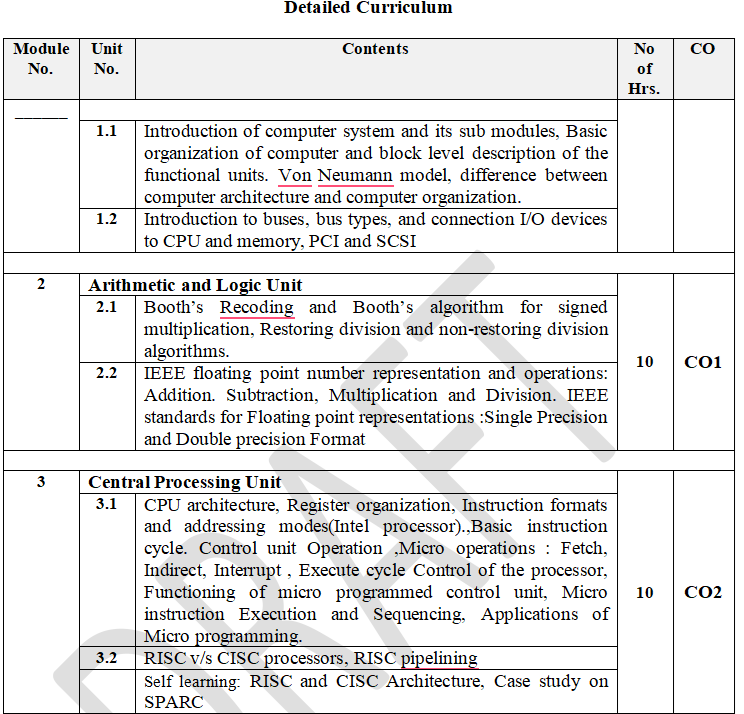 Detailed Curriculum
Module No. Unit No. Contents No of Hrs. CO
______
1.1 Introduction of computer system and its sub modules, Basic
organization of computer and block level description of the
functional units. Von Neumann model, difference between
computer architecture and computer organization.
1.2 Introduction to buses, bus types, and connection I/O devices
to CPU and memory, PCI and SCSI
2 Arithmetic and Logic Unit
2.1 Booth's Recoding and Booth's algorithm for signed
multiplication, Restoring division and non-restoring division
algorithms.
10 CO1
2.2 IEEE floating point number representation and operations:
Addition. Subtraction, Multiplication and Division. IEEE
standards for Floating point representations :Single Precision
and Double precision Format
3 Central Processing Unit
3.1 CPU architecture, Register organization, Instruction formats
and addressing modes(Intel processor).,Basic instruction
cycle. Control unit Operation ,Micro operations : Fetch,
Indirect, Interrupt , Execute cycle Control of the processor,
Functioning of micro programmed control unit, Micro
instruction Execution and Sequencing, Applications of
Micro programming.
10 CO2
3.2 RISC v/s CISC processors, RISC pipelining
Self learning: RISC and CISC Architecture, Case study on
SPARC
DRAFT